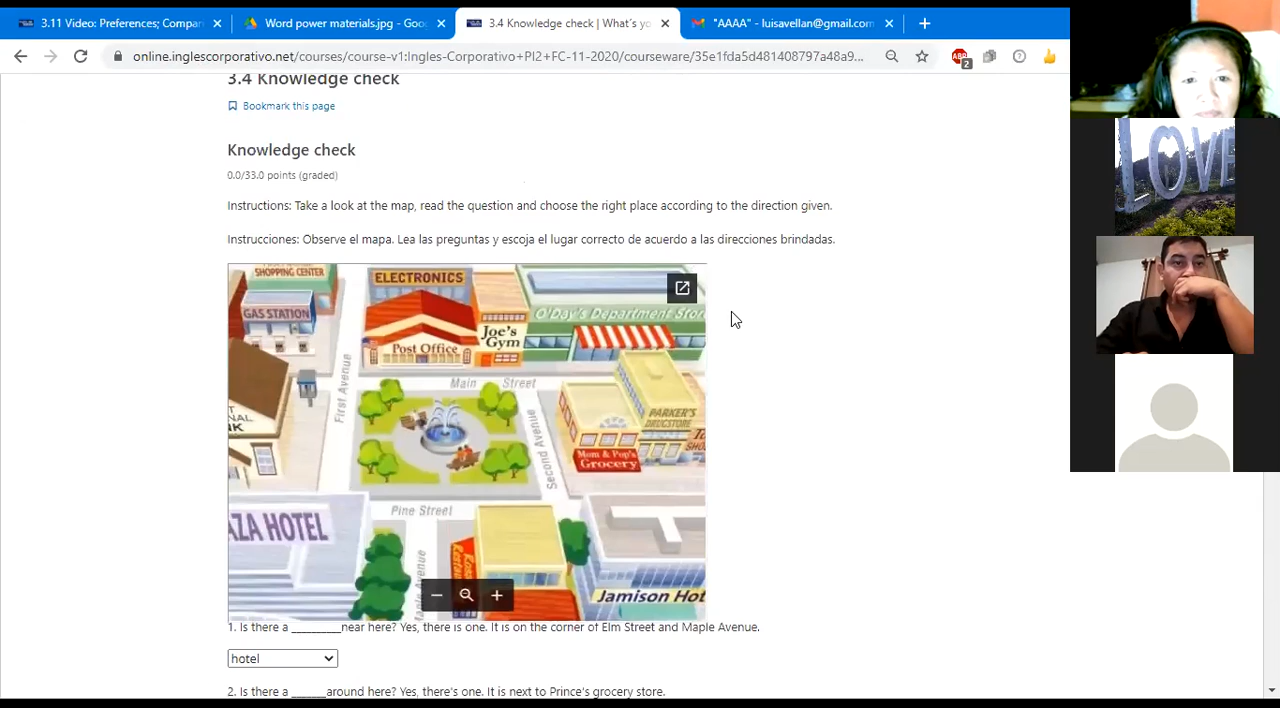 3.11 Video: Preferences; Compar
Word power materials.jpg - Goo
3.4 Knowledge check | What´s yo
"AAAA" - luisavellan@gmail.com
online.inglescorporativo.net/courses/course-v1:Ingles-Corporativo+PI2+FC-11-2020/courseware/35e1fda5d481408797a48a9...
2
3.4 Knowledge check
Bookmark this page
Knowledge check
0.0/33.0 points (graded)
Instructions: Take a look at the map, read the question and choose the right place according to the direction given.
Instrucciones: Observe el mapa. Lea las preguntas y escoja el lugar correcto de acuerdo a las direcciones brindadas.
SHOPPING CENTER
ELECTRONICS
GAS STATION
Post Office
Joe's
Gym
O'Day's Department Stor
First Avenue
Main Street
Second Avenue
PARKER'S
DRUGSTORE
Mom & Pop's
Grocery
Pine Street
AZA HOTEL
Maple Avenue
Jamison Hot
1. Is there a __________near here? Yes, there is one. It is on the corner of Elm Street and Maple Avenue.
hotel
2. Is there a _______around here? Yes, there's one. It is next to Prince's grocery store.
LOVE